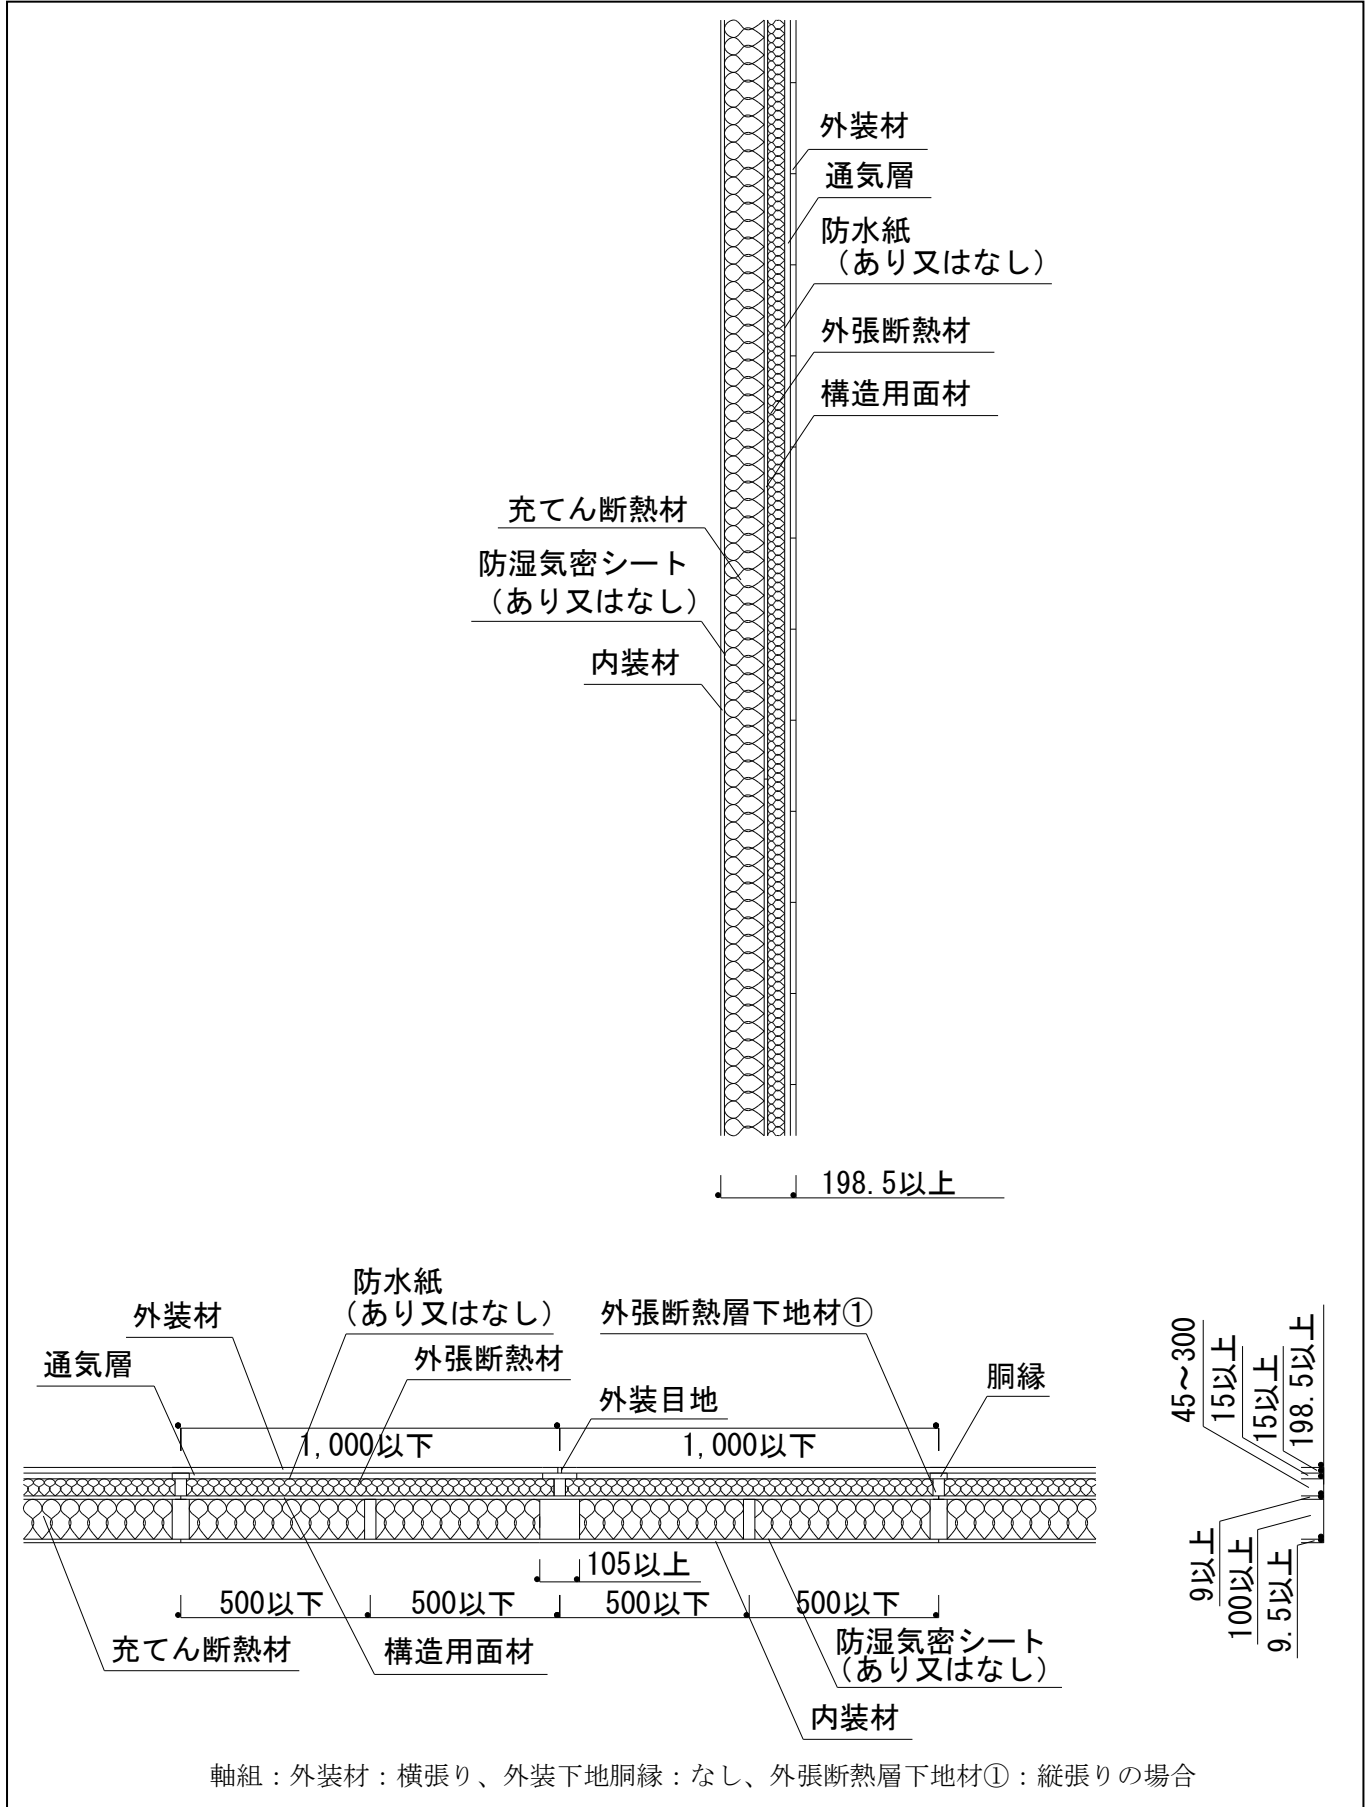 外装材
通気層
防水紙
(あり又はなし)
外張断熱材
構造用面材
充てん断熱材
防湿気密シート
(あり又はなし)
内装材
198.5以上
防水紙
(あり又はなし)
外装材
外張断熱層下地材①
通気層
外張断熱材
胴縁
外装目地
1,000以下
1,000以下
45~300
15以上
15以上
198.5以上
105以上
9以上
100以上
9.5以上
500以下
500以下
500以下
500以下
充てん断熱材
構造用面材
防湿気密シート
(あり又はなし)
内装材
軸組:外装材:横張り、外装下地胴縁:なし、外張断熱層下地材①:縦張りの場合